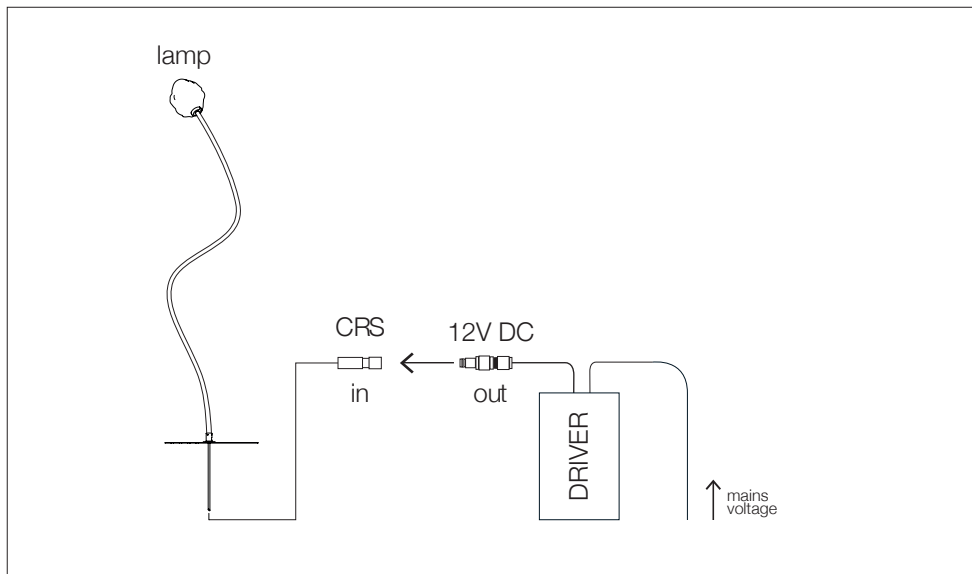 lamp
CRS
12V DC
in
out
DRIVER
mains
voltage